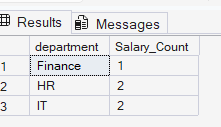 Results Messages
department Salary_Count
1 Finance 1
2 HR 2
3 IT 2